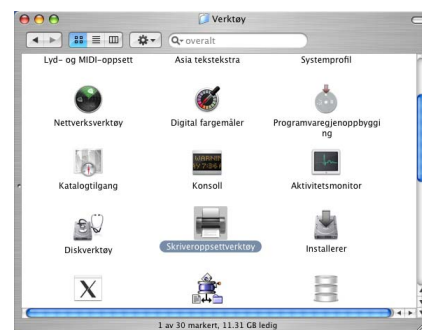 Verktøy
overalt
Lyd- og MIDI-oppsett
Asia tekstekstra
Systemprofil
Nettverksverktøy
Digital fargemåler
Programvaregjenoppbyggi
ng
WARNIN
Katalogtilgang
Konsoll
Aktivitetsmonitor
Diskverktøy
Skriveroppsettverktøy
Installerer
X
1 av 30 markert, 11.31 GB ledig